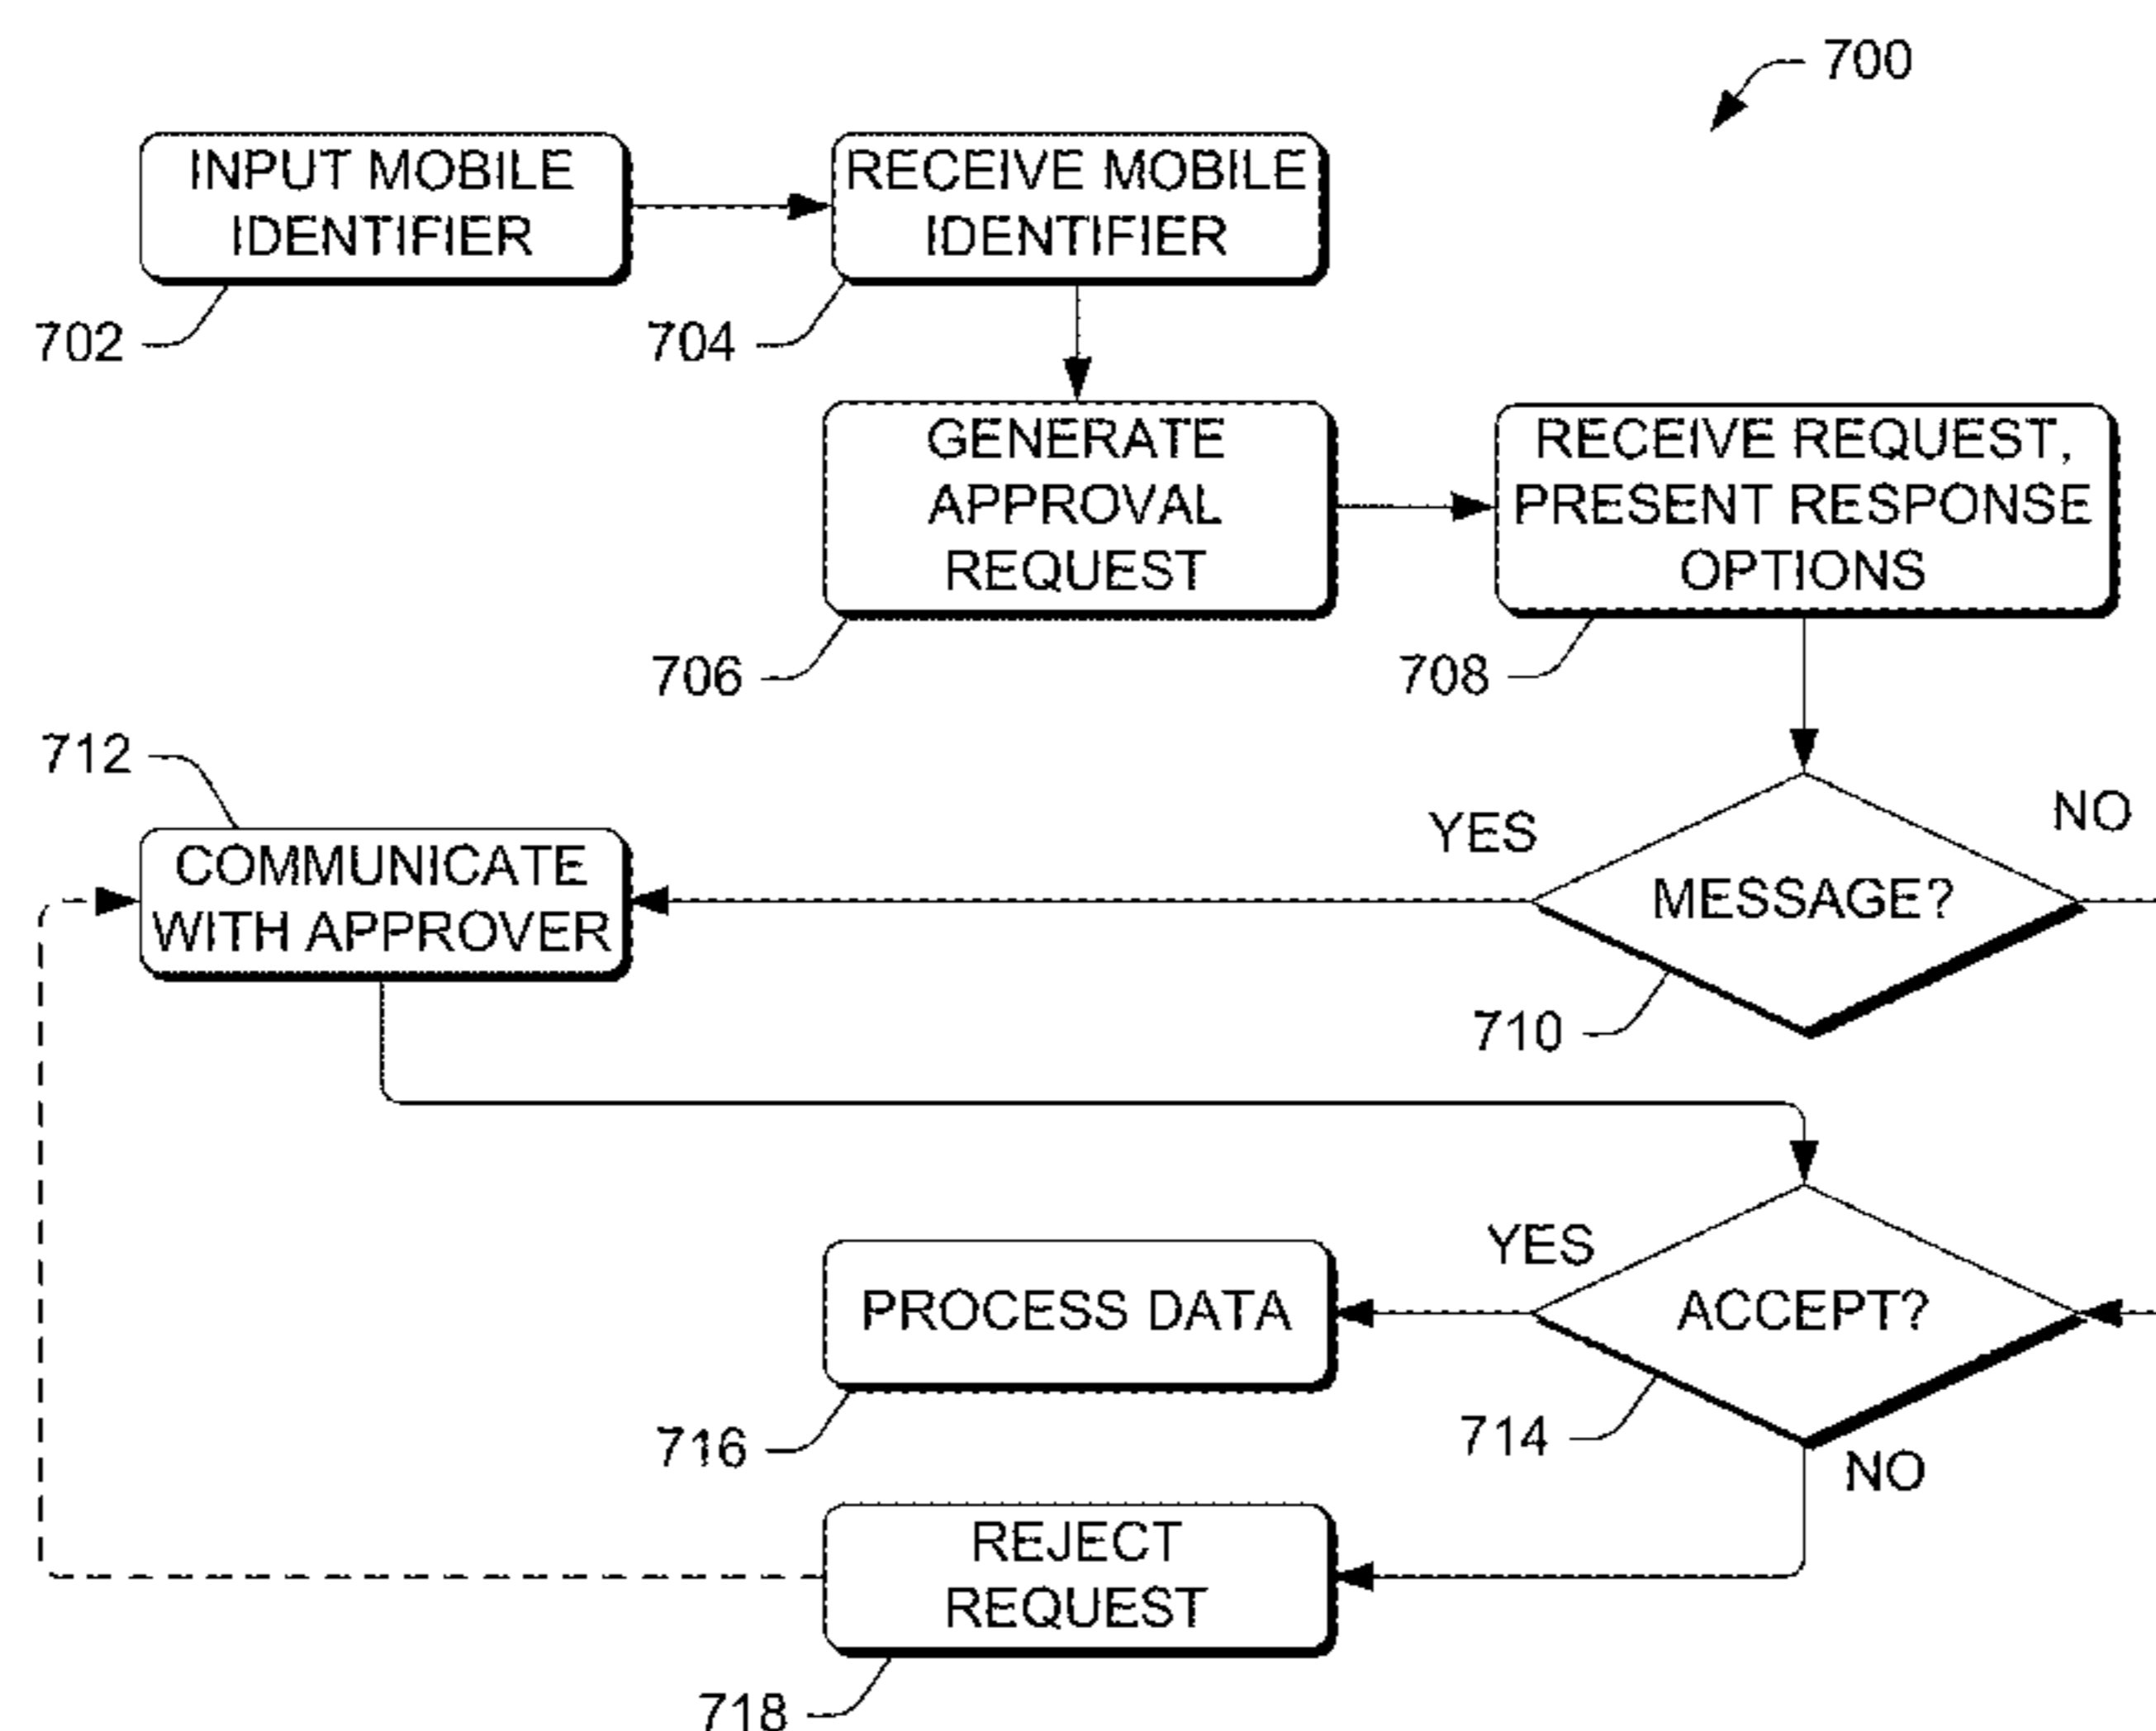 700
INPUT MOBILE
IDENTIFIER
702
RECEIVE MOBILE
IDENTIFIER
704
GENERATE
APPROVAL
REQUEST
706
RECEIVE REQUEST,
PRESENT RESPONSE
OPTIONS
708
MESSAGE?
YES
NO
710
712
COMMUNICATE
WITH APPROVER
ACCEPT?
YES
NO
714
PROCESS DATA
716
REJECT
REQUEST
718